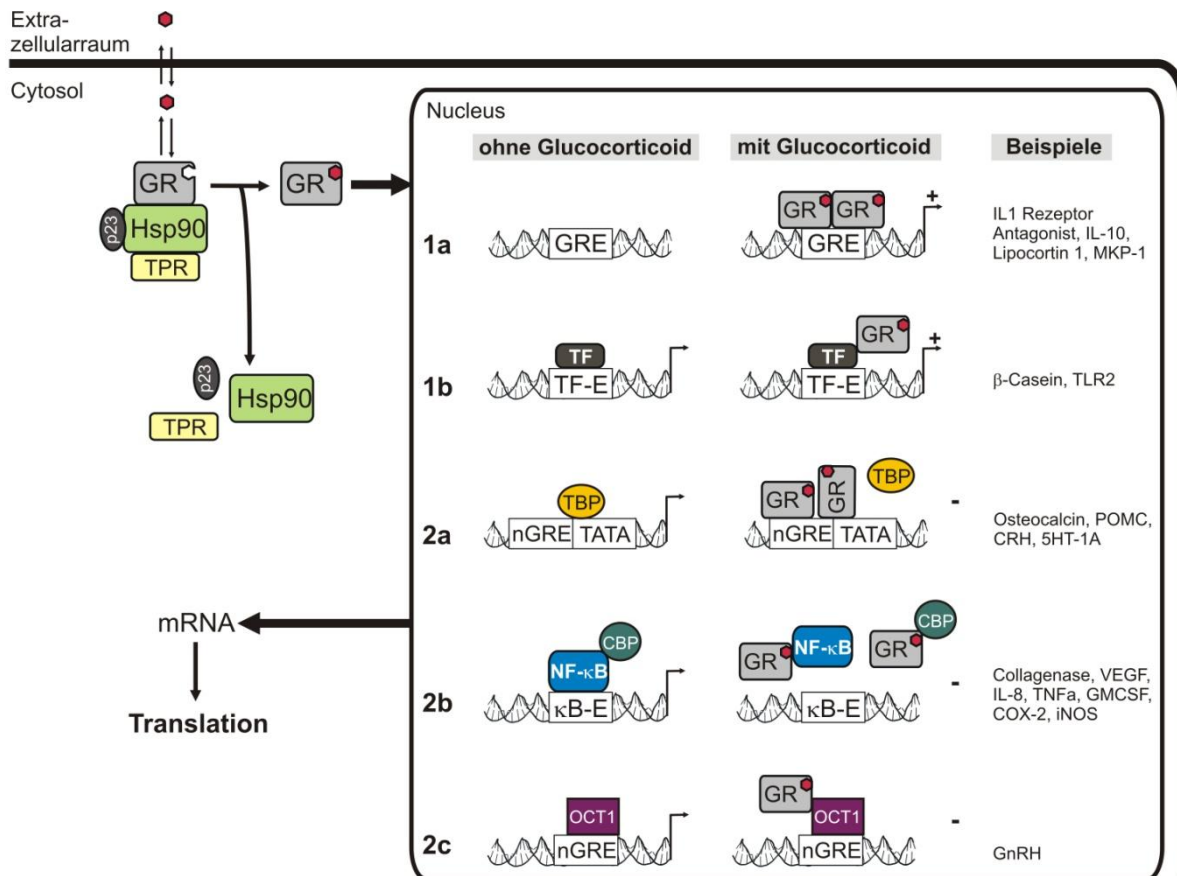 Extra-
zellularraum
Cytosol
GR
p23
Hsp90
TPR
GR
p23
Hsp90
TPR
mRNA
Translation
Nucleus
ohne Glucocorticoid
mit Glucocorticoid
Beispiele
1a
GRE
GR GR
GRE
+
IL1 Rezeptor
Antagonist, IL-10,
Lipocortin 1, MKP-1
1b
TF
TF-E
GR
TF
TF-E
+
β-Casein, TLR2
2a
TBP
nGRE TATA
GR
GR
TBP
nGRE TATA
-
Osteocalcin, POMC,
CRH, 5HT-1A
2b
CBP
NF-κB
κB-E
GR
NF-κB
GR
CBP
κB-E
-
Collagenase, VEGF,
IL-8, TNFa, GMCSF,
COX-2, iNOS
2c
OCT1
nGRE
GR
OCT1
nGRE
-
GnRH